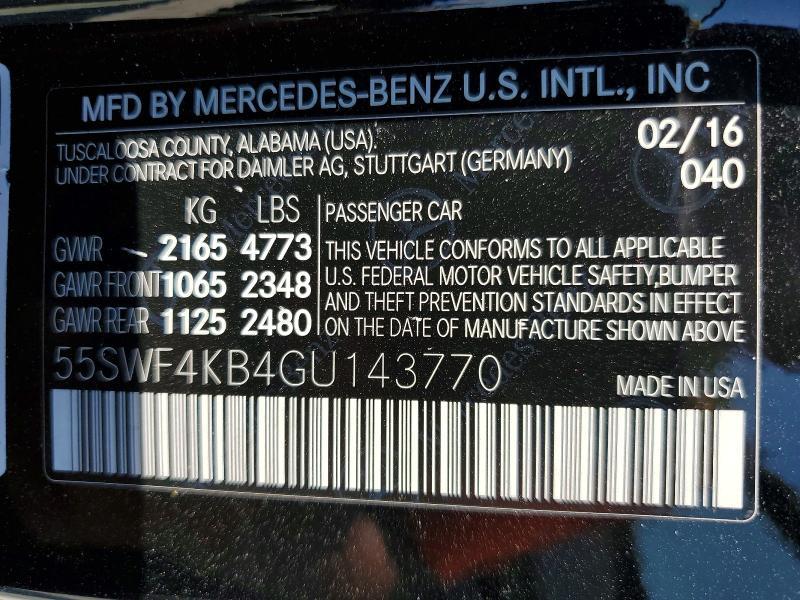 MFD BY MERCEDES-BENZ U.S. INTL., INC
TUSCALOOSA COUNTY, ALABAMA (USA).
UNDER CONTRACT FOR DAIMLER AG, STUTTGART (GERMANY)
02/16
040
KG LBS
GVWR 2165 4773
GAWR FRONT 1065 2348
GAWR REAR 1125 2480
PASSENGER CAR
THIS VEHICLE CONFORMS TO ALL APPLICABLE
U.S. FEDERAL MOTOR VEHICLE SAFETY,BUMPER
AND THEFT PREVENTION STANDARDS IN EFFECT
ON THE DATE OF MANUFACTURE SHOWN ABOVE
55SWF4KB4GU143770
MADE IN USA